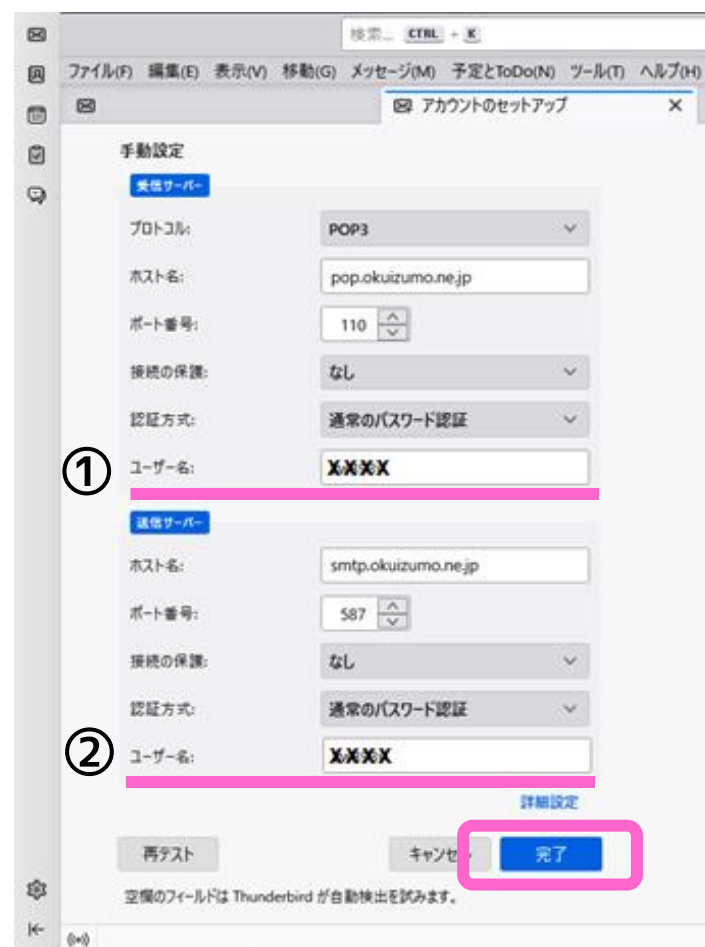 検索... CTRL + K
ファイル(F) 編集(E) 表示(V) 移動(G) メッセージ(M) 予定とToDo(N) ツール(T) ヘルプ(H)
アカウントのセットアップ ×
手動設定
受信サーバー
プロトコル: POP3
ホスト名: pop.okuizumo.ne.jp
ポート番号: 110
接続の保護: なし
認証方式: 通常のパスワード認証
① ユーザー名: XXXX
送信サーバー
ホスト名: smtp.okuizumo.ne.jp
ポート番号: 587
接続の保護: なし
認証方式: 通常のパスワード認証
② ユーザー名: XXXX
詳細設定
再テスト キャンセル 完了
空欄のフィールドは Thunderbird が自動検出を試みます。